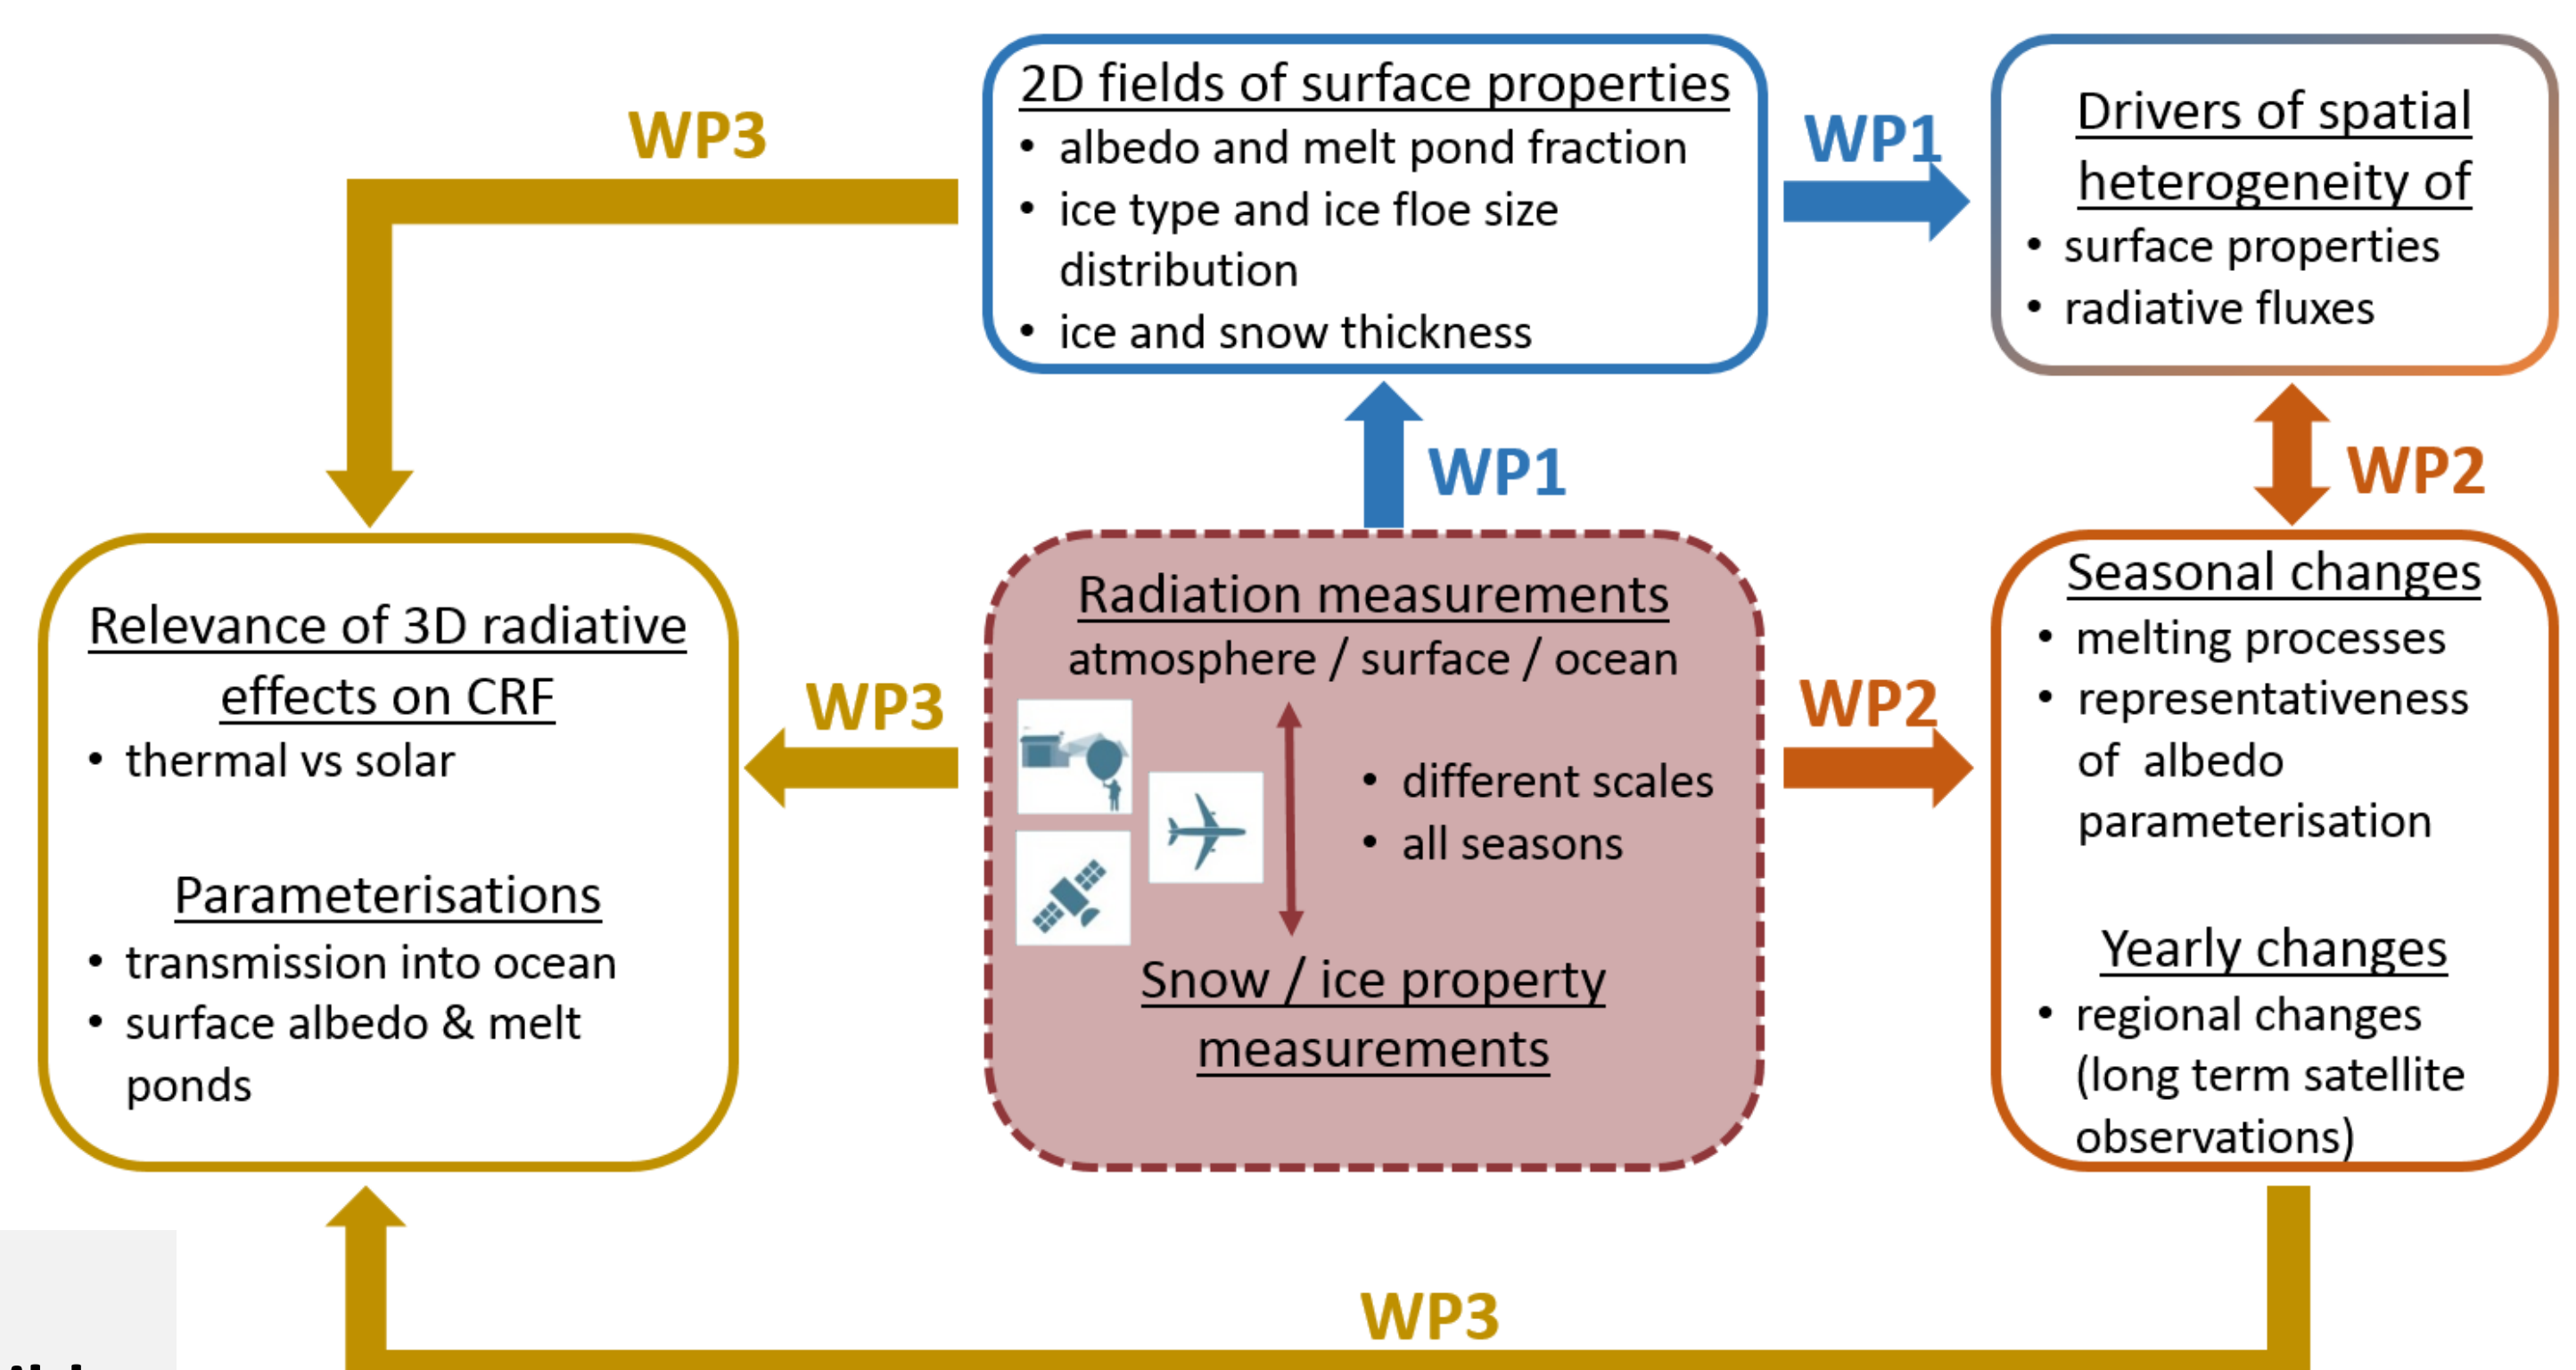 WP3
2D fields of surface properties
• albedo and melt pond fraction
• ice type and ice floe size
distribution
• ice and snow thickness
WP1
Drivers of spatial
heterogeneity of
• surface properties
• radiative fluxes
WP1
WP2
Relevance of 3D radiative
effects on CRF
• thermal vs solar
Parameterisations
• transmission into ocean
• surface albedo & melt
ponds
WP3
Radiation measurements
atmosphere / surface / ocean
• different scales
• all seasons
Snow / ice property
measurements
WP2
Seasonal changes
• melting processes
• representativeness
of albedo
parameterisation
Yearly changes
• regional changes
(long term satellite
observations)
WP3